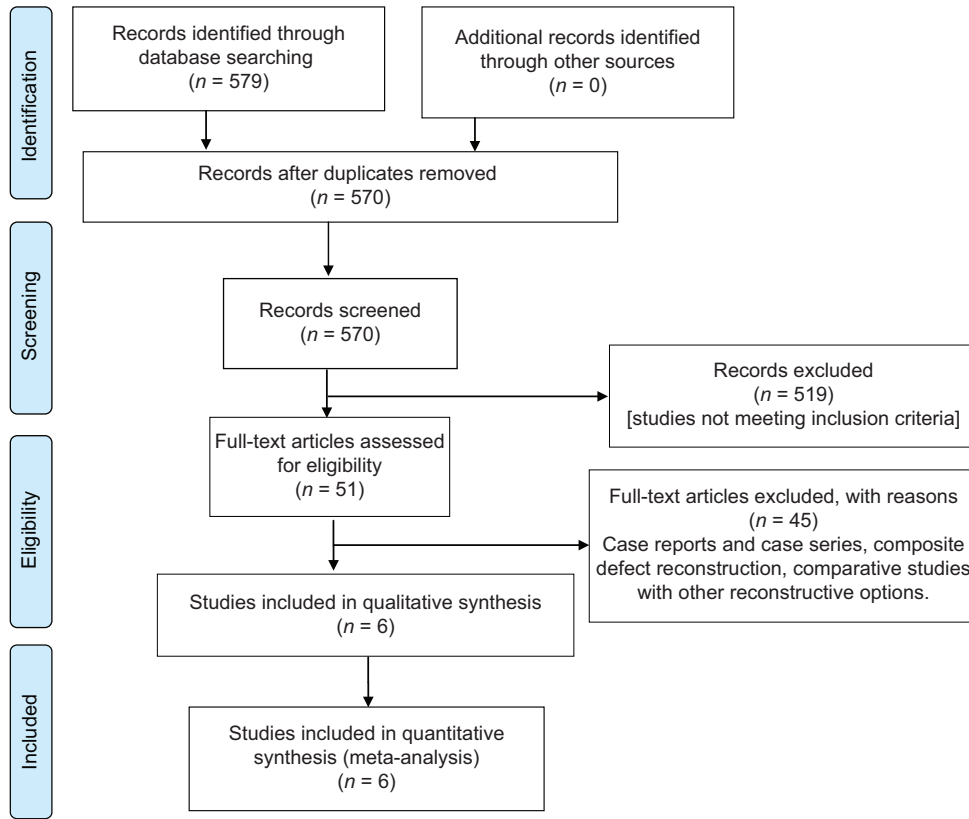 Identification
Records identified through
database searching
(n = 579)
Additional records identified
through other sources
(n = 0)
Records after duplicates removed
(n = 570)
Screening
Records screened
(n = 570)
Records excluded
(n = 519)
[studies not meeting inclusion criteria]
Eligibility
Full-text articles assessed
for eligibility
(n = 51)
Full-text articles excluded, with reasons
(n = 45)
Case reports and case series, composite
defect reconstruction, comparative studies
with other reconstructive options.
Studies included in qualitative synthesis
(n = 6)
Included
Studies included in quantitative
synthesis (meta-analysis)
(n = 6)